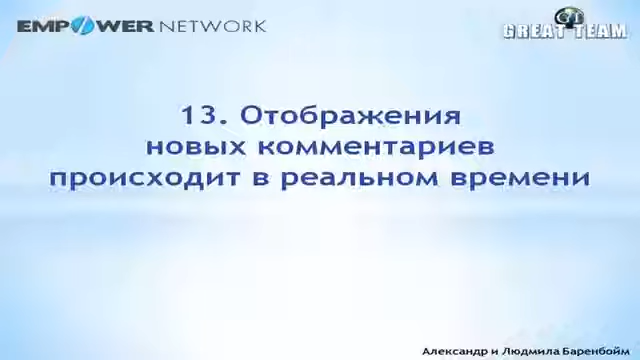 EMPOWER NETWORK
GREAT TEAM
13. Отображения
новых комментариев
происходит в реальном времени
Александр и Людмила Баренбойм